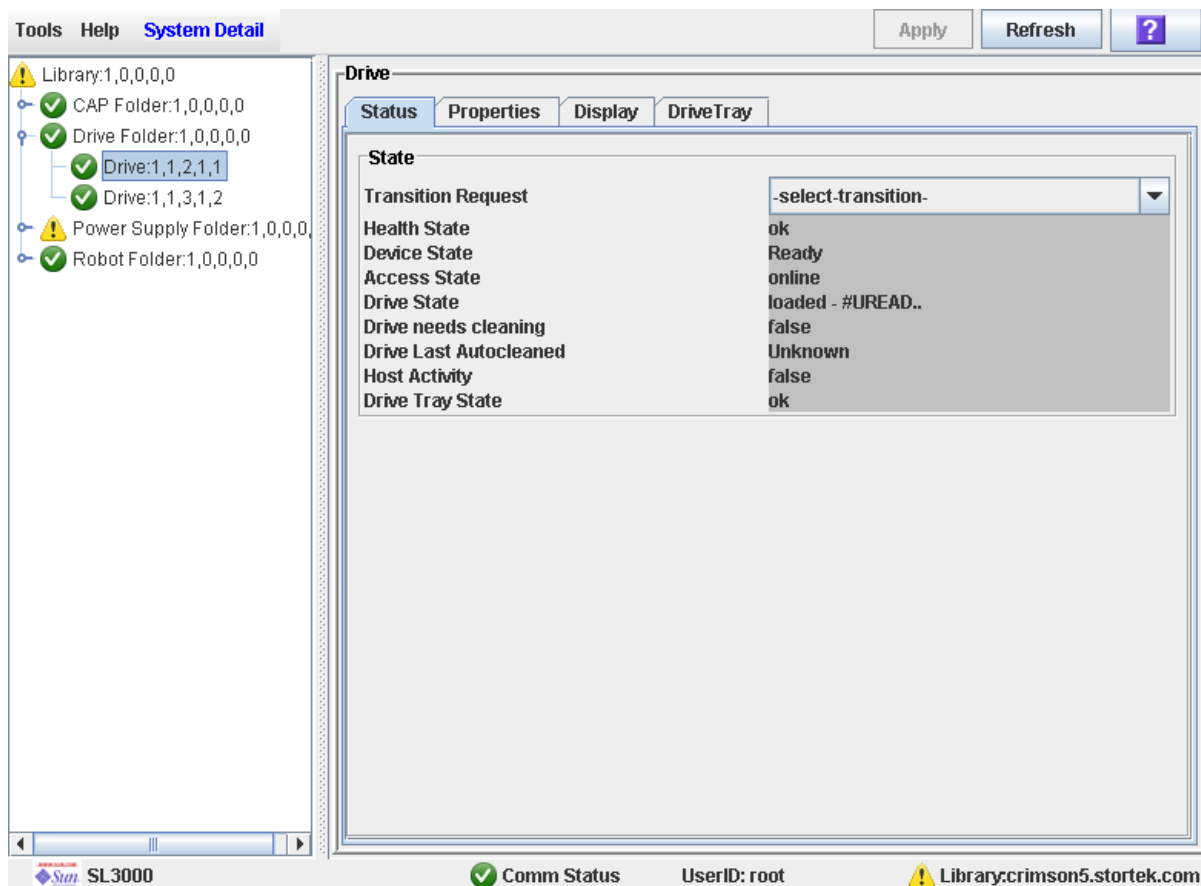 Tools Help System Detail Apply Refresh ?
Library:1,0,0,0,0
CAP Folder:1,0,0,0,0
Drive Folder:1,0,0,0,0
Drive:1,1,2,1,1
Drive:1,1,3,1,2
Power Supply Folder:1,0,0,0,
Robot Folder:1,0,0,0,0
Drive
Status Properties Display DriveTray
State
Transition Request -select-transition-
Health State ok
Device State Ready
Access State online
Drive State loaded - #UREAD..
Drive needs cleaning false
Drive Last Autocleaned Unknown
Host Activity false
Drive Tray State ok
Sun SL3000 Comm Status UserID: root Library:crimson5.stortek.com